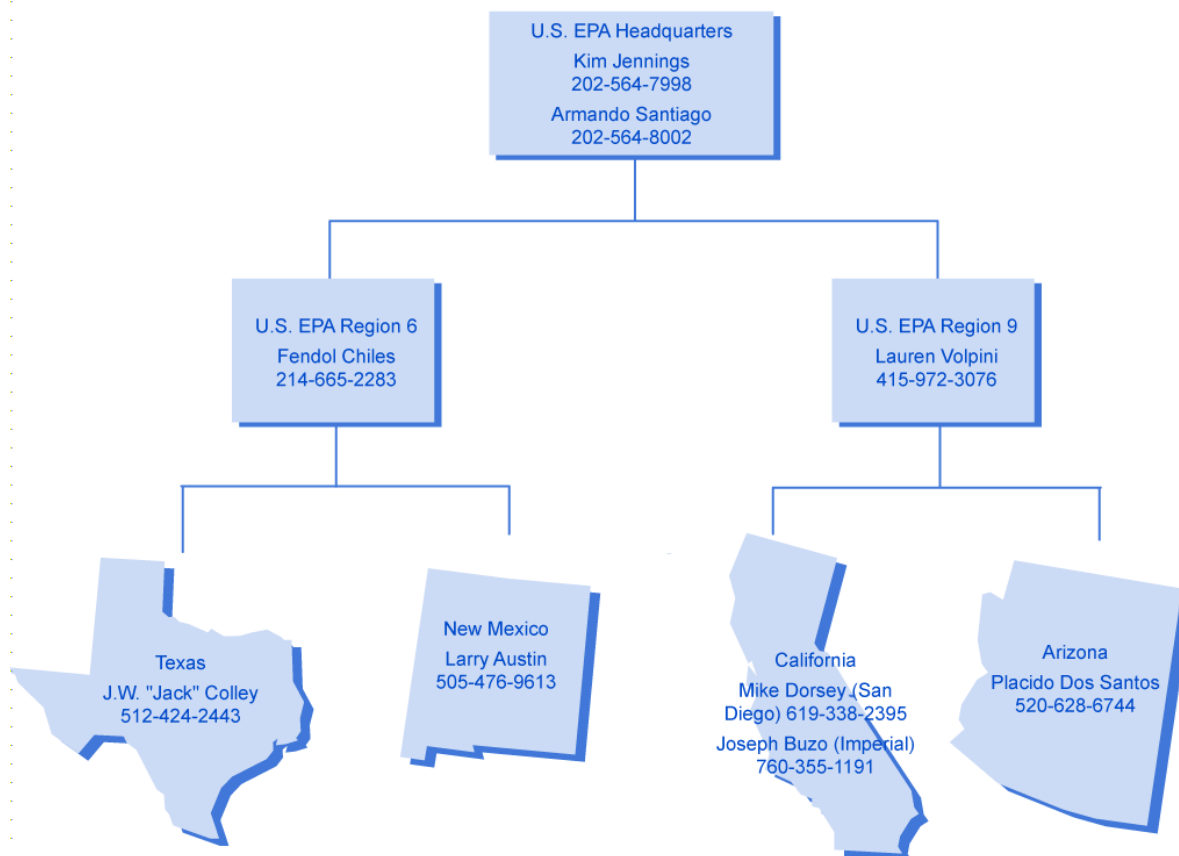 U.S. EPA Headquarters
Kim Jennings
202-564-7998
Armando Santiago
202-564-8002
U.S. EPA Region 6
Fendol Chiles
214-665-2283
U.S. EPA Region 9
Lauren Volpini
415-972-3076
Texas
J.W. "Jack" Colley
512-424-2443
New Mexico
Larry Austin
505-476-9613
California
Mike Dorsey (San
Diego) 619-338-2395
Joseph Buzo (Imperial)
760-355-1191
Arizona
Placido Dos Santos
520-628-6744